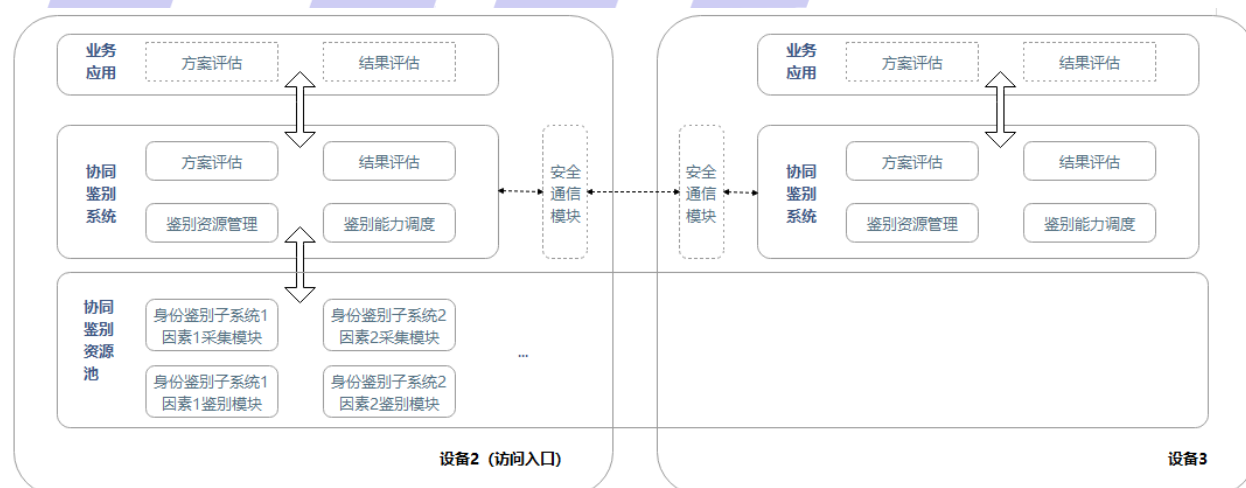 业务
应用
方案评估
结果评估
协同
鉴别
系统
方案评估
结果评估
鉴别资源管理
鉴别能力调度
安全
通信
模块
协同
鉴别
资源
池
身份鉴别子系统1
因素1采集模块
身份鉴别子系统2
因素2采集模块
...
身份鉴别子系统1
因素1鉴别模块
身份鉴别子系统2
因素2鉴别模块
设备2（访问入口）
业务
应用
方案评估
结果评估
安全
通信
模块
协同
鉴别
系统
方案评估
结果评估
鉴别资源管理
鉴别能力调度
设备3